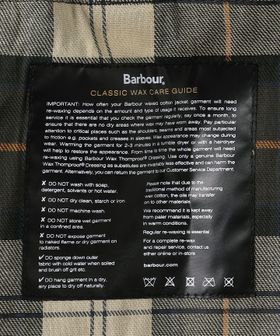 Barbour,
CLASSIC WAX CARE GUIDE
IMPORTANT: How often your Barbour waxed cotton jacket garment will need
re-waxing depends on the amount and type of usage it receives. To ensure long
service it is essential that you check the garment regularly, say once a month, to
ensure that there are no dry areas where wax may have worn away. Pay particular
attention to critical places such as the shoulder, seams and areas most subjected
to friction e.g. pockets and creases in sleeve. Wax appearance may change during
wear. Warming the garment for 2-3 minutes in a tumble dryer or with a hairdryer
will help to restore the appearance. From time to time the whole garment will need
re-waxing using Barbour Wax Thornproof Dressing. Only use a genuine Barbour
Wax Thornproof Dressing as substitutes are invariably less effective and can harm the
garment. Alternatively, you can return the garment to our Customer Service Department.
✗ DO NOT wash with soap,
detergent, solvents or hot water.
✗ DO NOT dry clean, starch or iron
✗ DO NOT machine wash
✗ DO NOT store wet garment
in a confined area.
✗ DO NOT expose garment
to naked flame or dry garment on
radiators
✓ DO sponge down outer
fabric with cold water when soiled
and brush off grit etc.
✓ DO hang garment in a dry,
airy place to dry off naturally.
Please note that due to the
traditional method of manufacturing
wax cotton, the oils may transfer
on to other materials.
We recommend it is kept away
from paler materials, especially
in warm conditions.
Regular re-waxing is essential
For a complete re-wax
and repair service, contact us
either online or in-store.
barbour.com